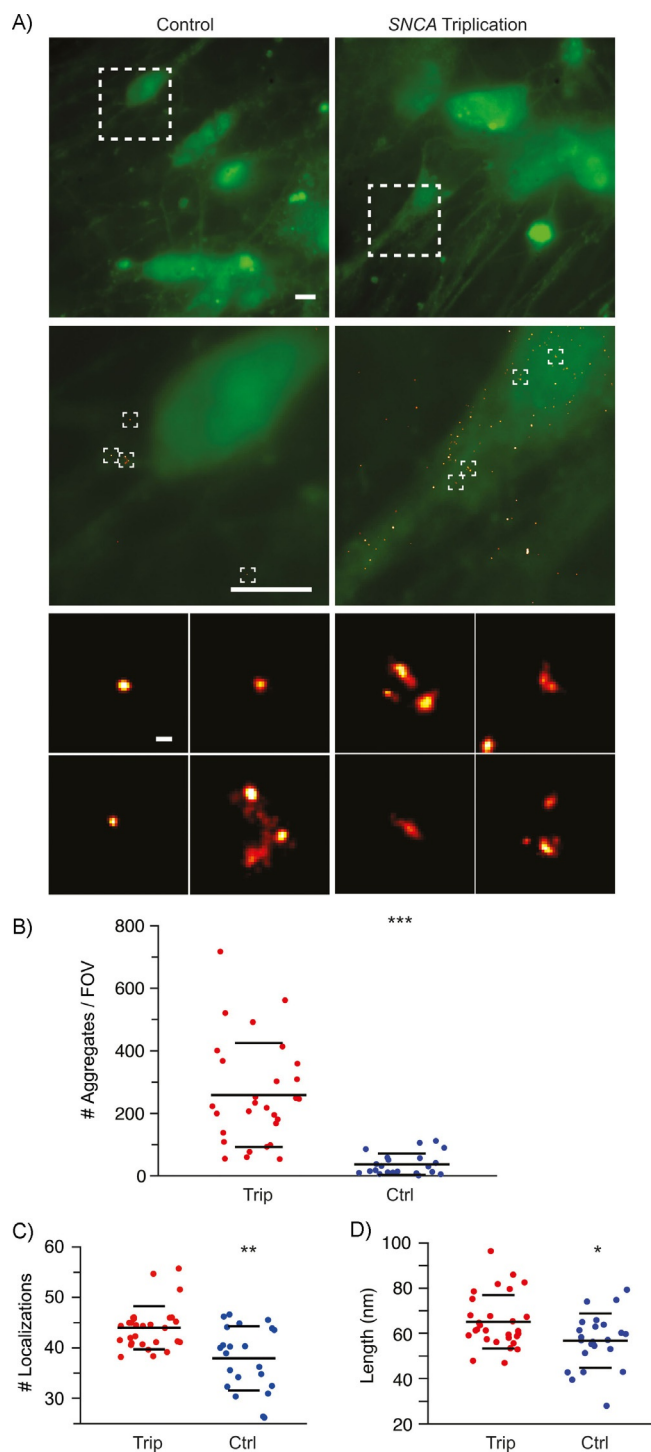 A)
Control
SNCA Triplication
B)
***
800
600
400
200
0
# Aggregates / FOV
Trip
Ctrl
C)
**
60
50
40
30
# Localizations
Trip
Ctrl
D)
*
100
80
60
40
20
Length (nm)
Trip
Ctrl